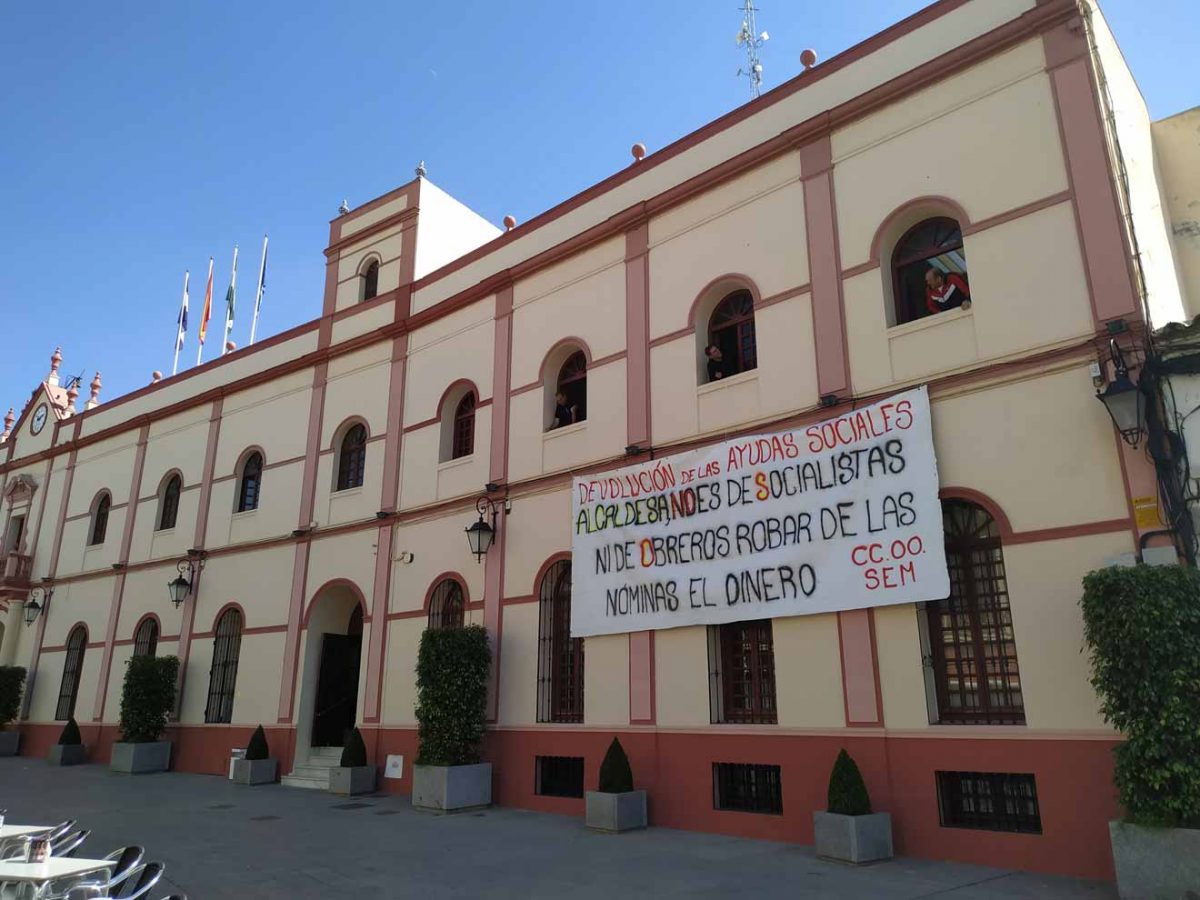 DEVOLUCIÓN DE LAS AYUDAS SOCIALES
ALCALDESA, NO ES DE SOCIALISTAS
NI DE OBREROS ROBAR DE LAS
NÓMINAS EL DINERO
CC.OO.
SEM